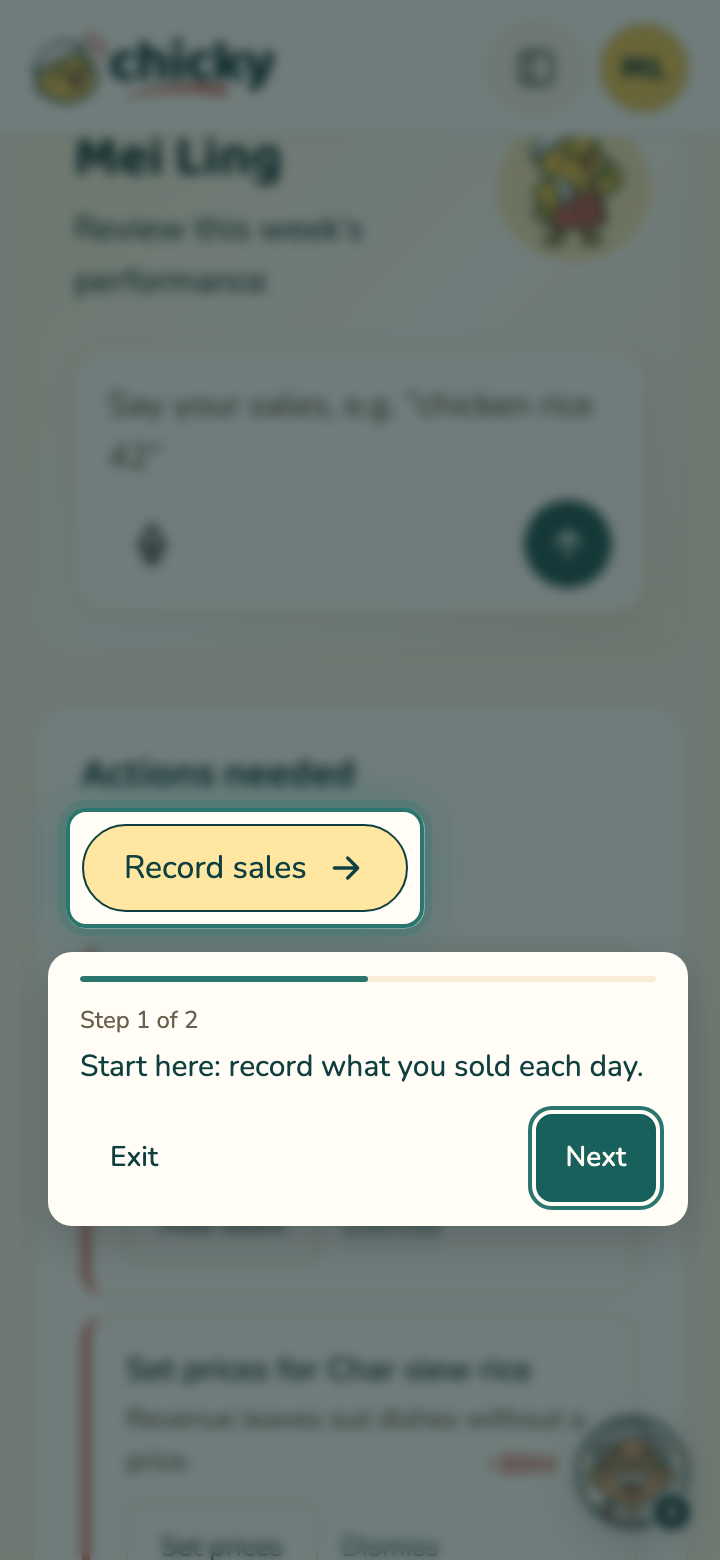 chicky
ML
Mei Ling
Review this week's
performance
Say your sales, e.g. "chicken rice
42"
Actions needed
Record sales
Step 1 of 2
Start here: record what you sold each day.
Exit
Next
Set prices for Char siew rice
Revenue leaves out dishes without a
price.
Set prices
Dismiss